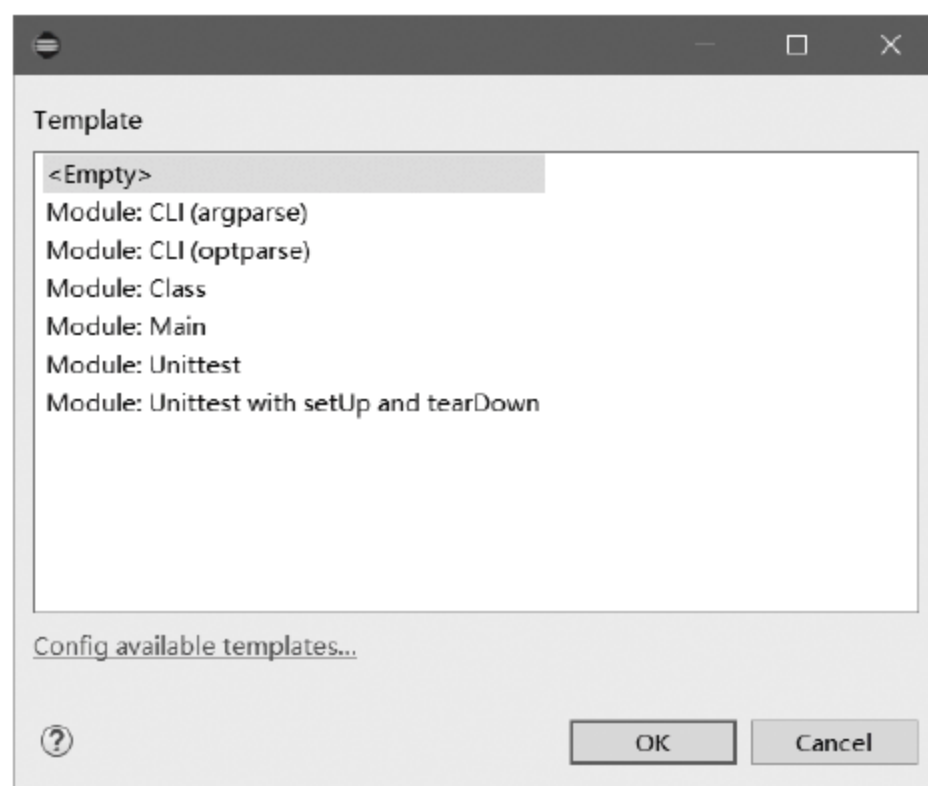 Template
<Empty>
Module: CLI (argparse)
Module: CLI (optparse)
Module: Class
Module: Main
Module: Unittest
Module: Unittest with setUp and tearDown
Config available templates...
?
OK
Cancel